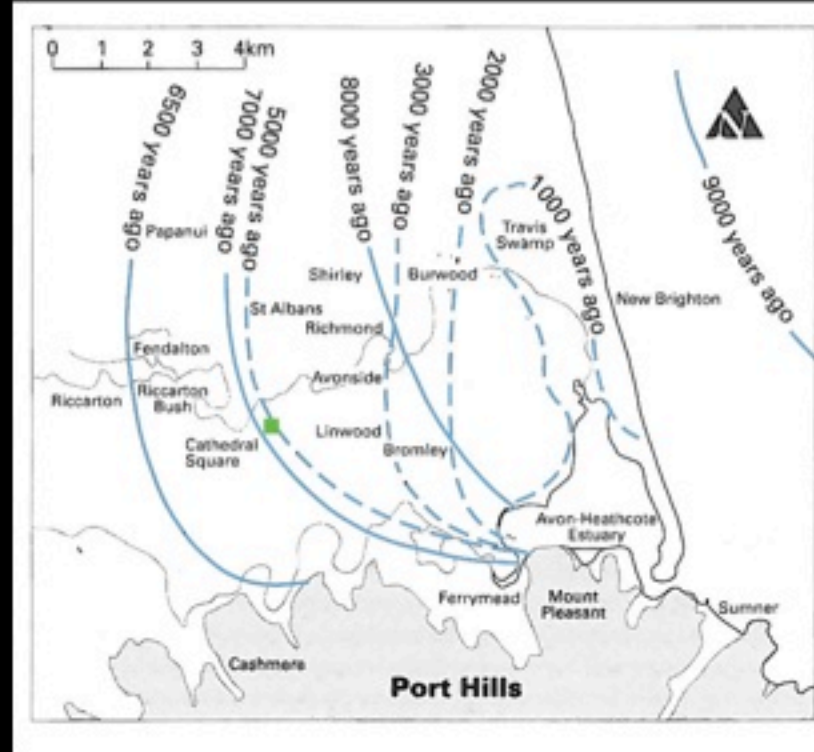 0 1 2 4km
6500 years ago
7000 years ago
5000 years ago
8000 years ago
3000 years ago
2000 years ago
1000 years ago
9000 years ago
N
Papanui
Travis
Swamp
Shirley
Burwood
New Brighton
St Albans
Richmond
Fendalton
Avonside
Riccarton
Riccarton
Bush
Linwood
Cathedral
Square
Bromley
Avon-Heathcote
Estuary
Ferrymead
Mount
Pleasant
Sumner
Cashmere
Port Hills